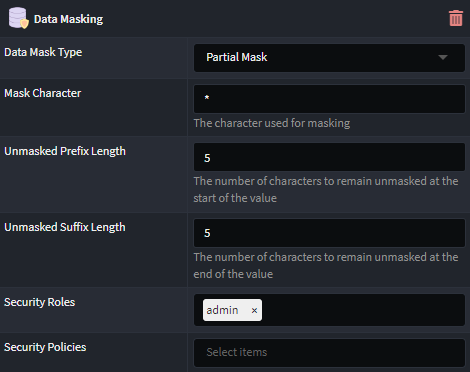 Data Masking
Data Mask Type
Partial Mask
Mask Character
*
The character used for masking
Unmasked Prefix Length
5
The number of characters to remain unmasked at the
start of the value
Unmasked Suffix Length
5
The number of characters to remain unmasked at the
end of the value
Security Roles
admin ×
Security Policies
Select items